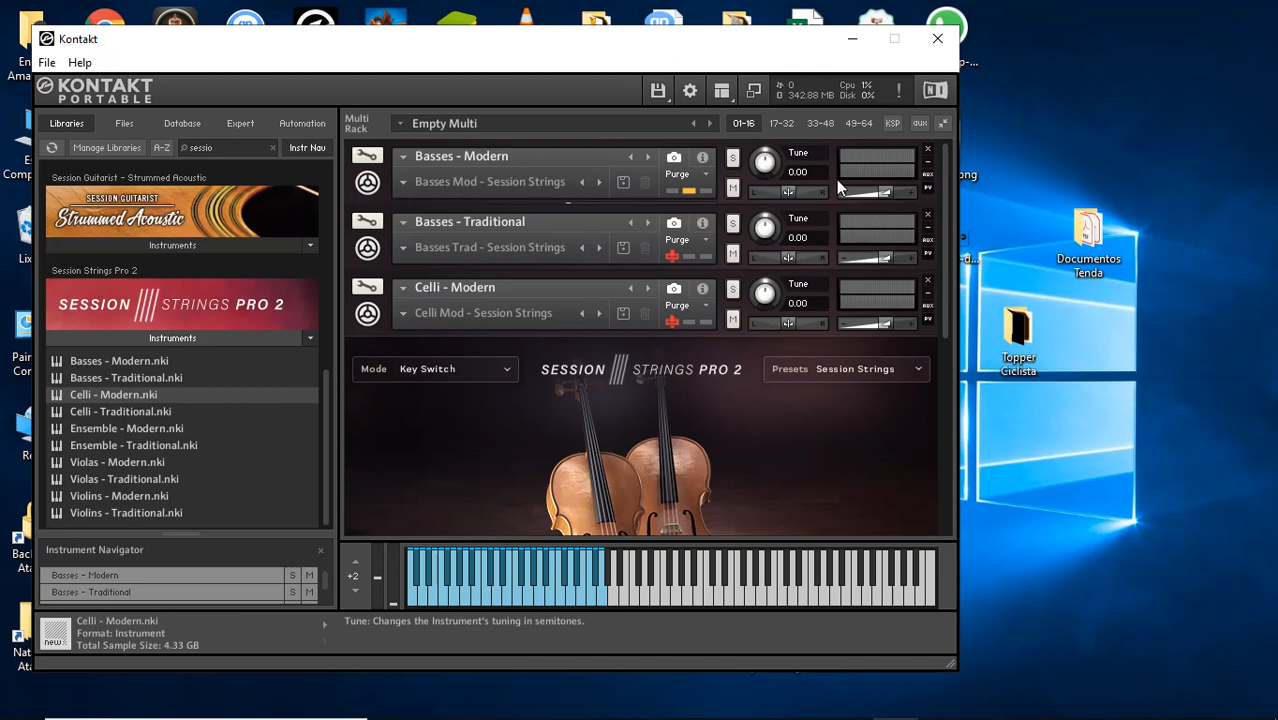 Kontakt
File Help
KONTAKT
PORTABLE
0
342.88 MB
Cpu 1%
Disk 0%
!
Libraries Files Database Expert Automation
Multi
Rack
Empty Multi
01-16 17-32 33-48 49-64 KSP aux
Manage Libraries A-Z sessio × Instr Nav
Session Guitarist - Strummed Acoustic
SESSION GUITARIST
Strummed Acoustic
Instruments
Session Strings Pro 2
SESSION STRINGS PRO 2
Instruments
Basses - Modern.nki
Basses - Traditional.nki
Celli - Modern.nki
Celli - Traditional.nki
Ensemble - Modern.nki
Ensemble - Traditional.nki
Violas - Modern.nki
Violas - Traditional.nki
Violins - Modern.nki
Violins - Traditional.nki
Instrument Navigator
Basses - Modern S M
Basses - Traditional S M
Celli - Modern.nki
Format: Instrument
Total Sample Size: 4.33 GB
new
Basses - Modern
Basses Mod - Session Strings
Purge
S
M
Tune
0.00
L R
AUX
PV
Basses - Traditional
Basses Trad - Session Strings
Purge
S
M
Tune
0.00
L R
AUX
PV
Celli - Modern
Celli Mod - Session Strings
Purge
S
M
Tune
0.00
L R
AUX
PV
Mode Key Switch
SESSION STRINGS PRO 2
Presets Session Strings
+2
Tune: Changes the Instrument's tuning in semitones.
Documentos
Tenda
Topper
Ciclista